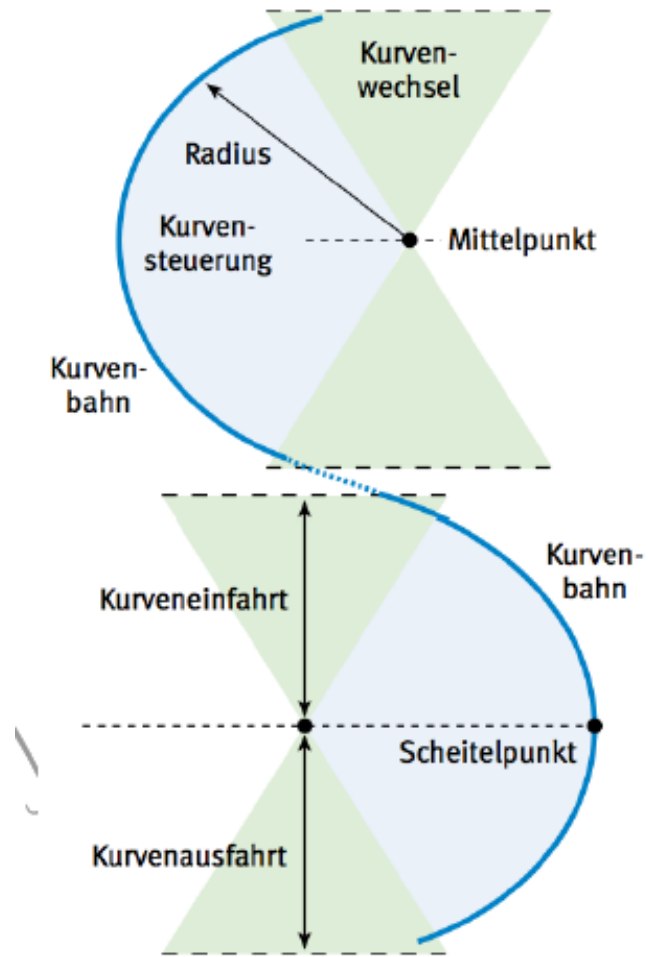 Kurven-
wechsel
Radius
Kurven-
steuerung
Mittelpunkt
Kurven-
bahn
Kurven-
bahn
Kurveneinfahrt
Scheitelpunkt
Kurvenausfahrt